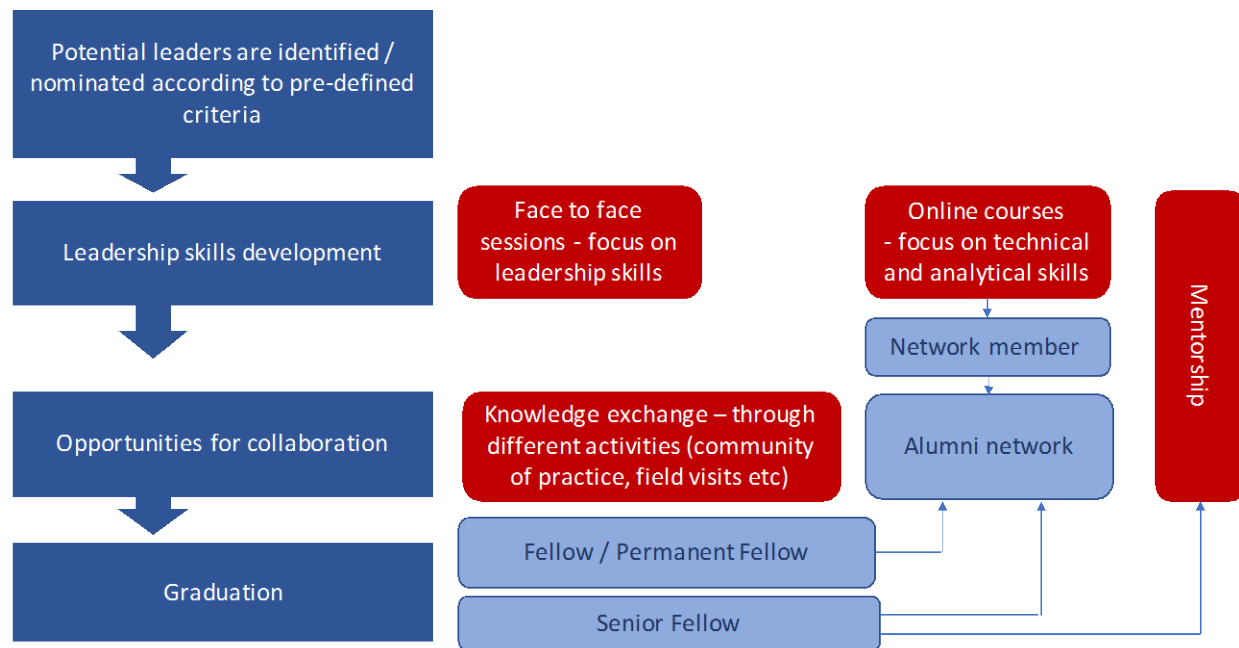 Potential leaders are identified /
nominated according to pre-defined
criteria
Leadership skills development
Face to face
sessions - focus on
leadership skills
Online courses
- focus on technical
and analytical skills
Mentorship
Network member
Opportunities for collaboration
Knowledge exchange – through
different activities (community
of practice, field visits etc)
Alumni network
Graduation
Fellow / Permanent Fellow
Senior Fellow